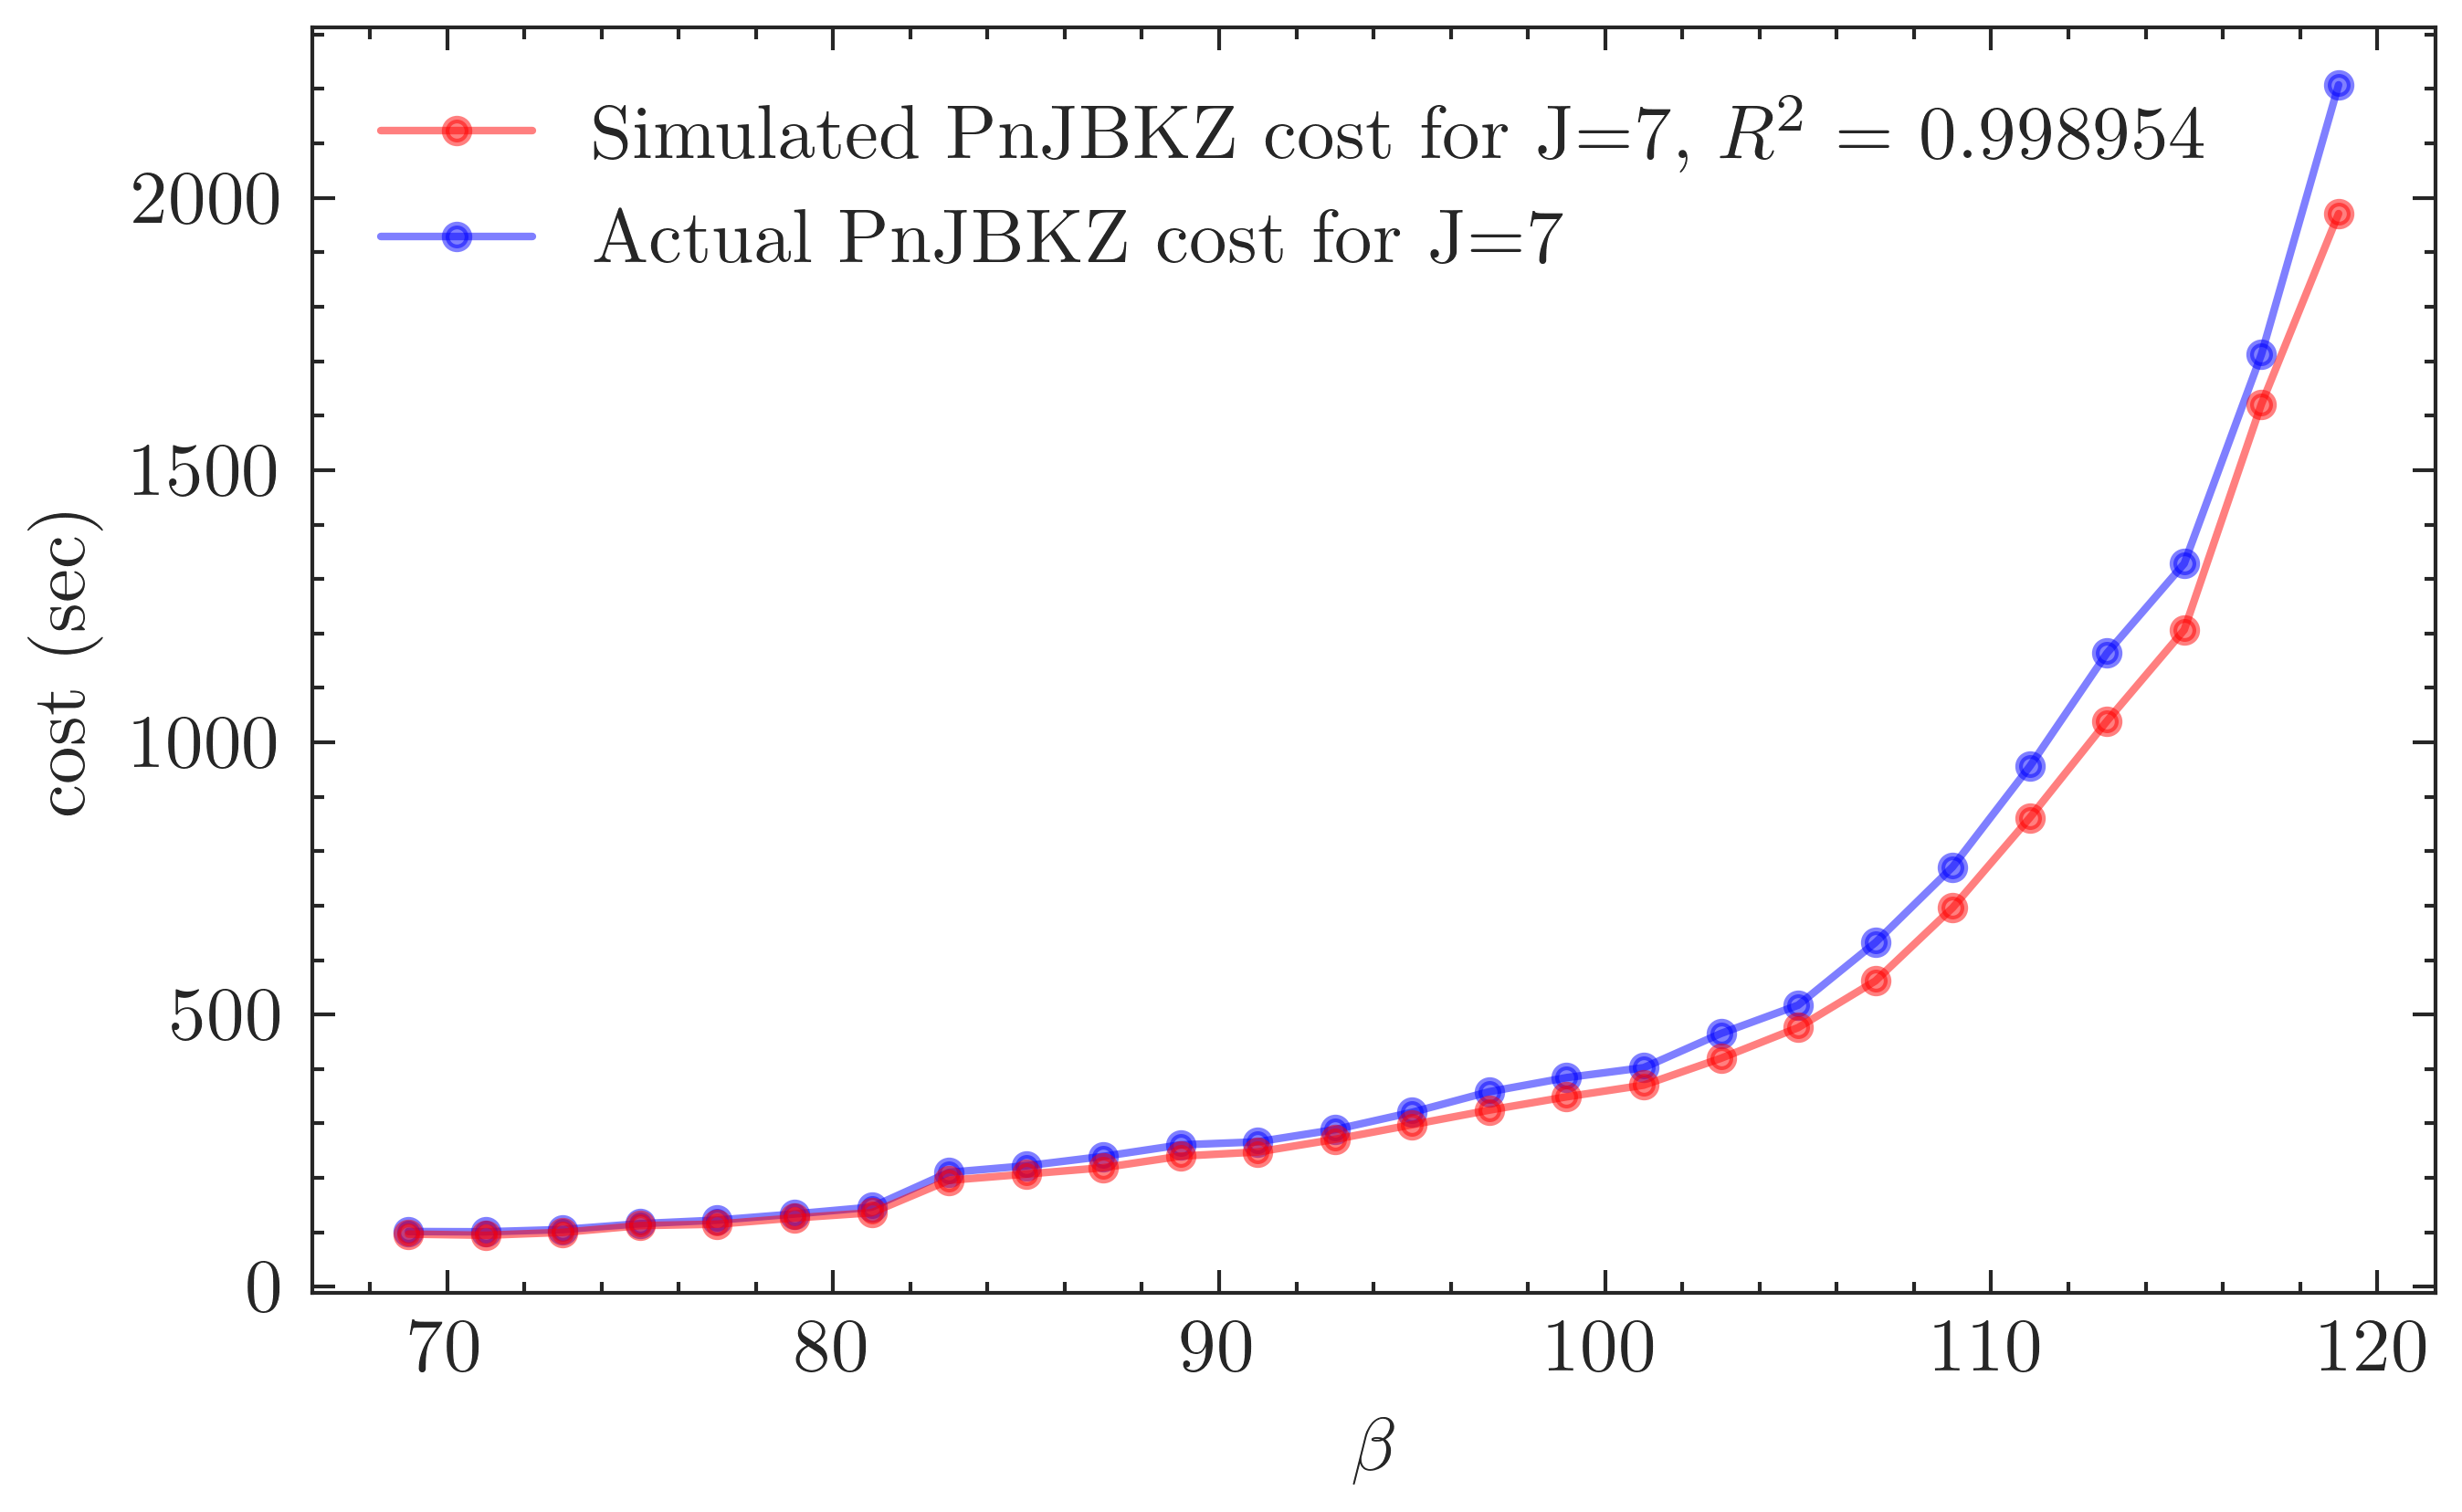 Simulated PnJBKZ cost for J=7, R² = 0.998954
Actual PnJBKZ cost for J=7
cost (sec)
2000
1500
1000
500
0
70 80 90 100 110 120
β